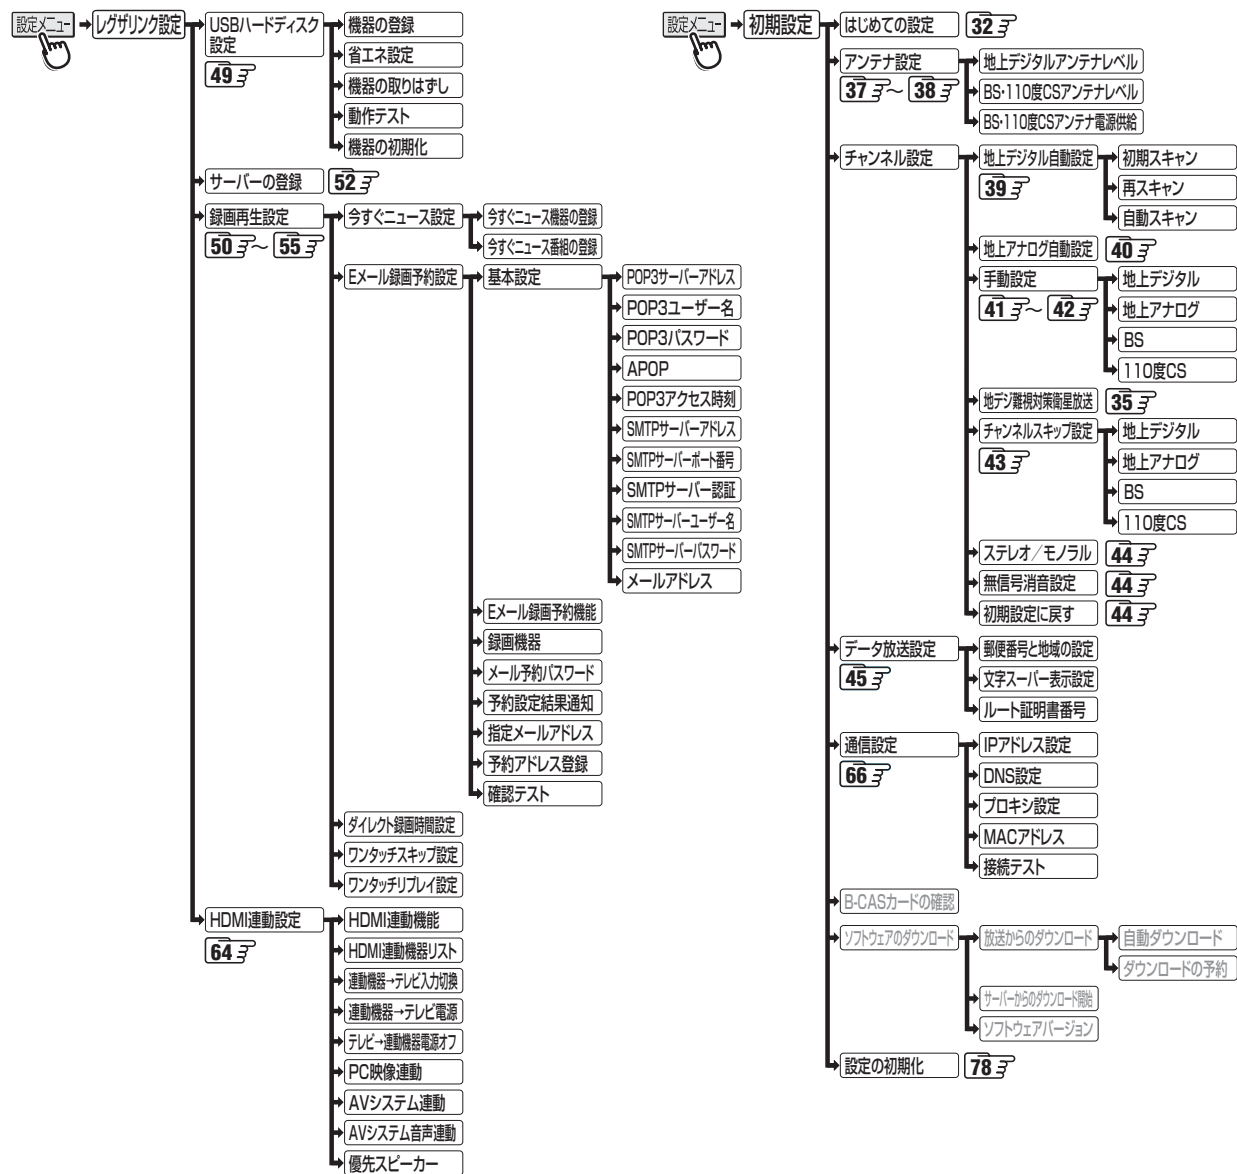 設定メニュー
レグザリンク設定
USBハードディスク
設定
49
機器の登録
省エネ設定
機器の取りはずし
動作テスト
機器の初期化
サーバーの登録
52
録画再生設定
50 ～ 55
今すぐニュース設定
今すぐニュース機器の登録
今すぐニュース番組の登録
Eメール録画予約設定
基本設定
POP3サーバーアドレス
POP3ユーザー名
POP3パスワード
APOP
POP3アクセス時刻
SMTPサーバーアドレス
SMTPサーバーポート番号
SMTPサーバー認証
SMTPサーバーユーザー名
SMTPサーバーパスワード
メールアドレス
Eメール録画予約機能
録画機器
メール予約パスワード
予約設定結果通知
指定メールアドレス
予約アドレス登録
確認テスト
ダイレクト録画時間設定
ワンタッチスキップ設定
ワンタッチリプレイ設定
HDMI連動設定
64
HDMI連動機能
HDMI連動機器リスト
連動機器→テレビ入力切換
連動機器→テレビ電源
テレビ→連動機器電源オフ
PC映像連動
AVシステム連動
AVシステム音声連動
優先スピーカー
設定メニュー
初期設定
はじめての設定
32
アンテナ設定
37 ～ 38
地上デジタルアンテナレベル
BS・110度CSアンテナレベル
BS・110度CSアンテナ電源供給
チャンネル設定
地上デジタル自動設定
39
初期スキャン
再スキャン
自動スキャン
地上アナログ自動設定
40
手動設定
41 ～ 42
地上デジタル
地上アナログ
BS
110度CS
地デジ難視対策衛星放送
35
チャンネルスキップ設定
43
地上デジタル
地上アナログ
BS
110度CS
ステレオ／モノラル
44
無信号消音設定
44
初期設定に戻す
44
データ放送設定
45
郵便番号と地域の設定
文字スーパー表示設定
ルート証明書番号
通信設定
66
IPアドレス設定
DNS設定
プロキシ設定
MACアドレス
接続テスト
B-CASカードの確認
ソフトウェアのダウンロード
放送からのダウンロード
自動ダウンロード
ダウンロードの予約
サーバーからのダウンロード開始
ソフトウェアバージョン
設定の初期化
78